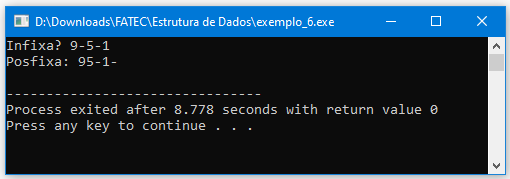 D:\Downloads\FATEC\Estrutura de Dados\exemplo_6.exe
Infixa? 9-5-1
Posfixa: 95-1-
--------------------------------
Process exited after 8.778 seconds with return value 0
Press any key to continue . . .